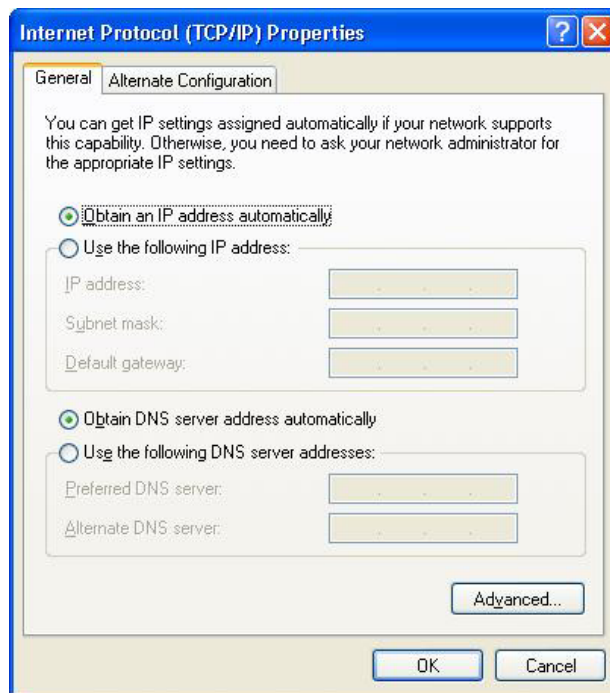 Internet Protocol (TCP/IP) Properties
General
Alternate Configuration
You can get IP settings assigned automatically if your network supports
this capability. Otherwise, you need to ask your network administrator for
the appropriate IP settings.
Obtain an IP address automatically
Use the following IP address:
IP address:
Subnet mask:
Default gateway:
Obtain DNS server address automatically
Use the following DNS server addresses:
Preferred DNS server:
Alternate DNS server:
Advanced...
OK
Cancel